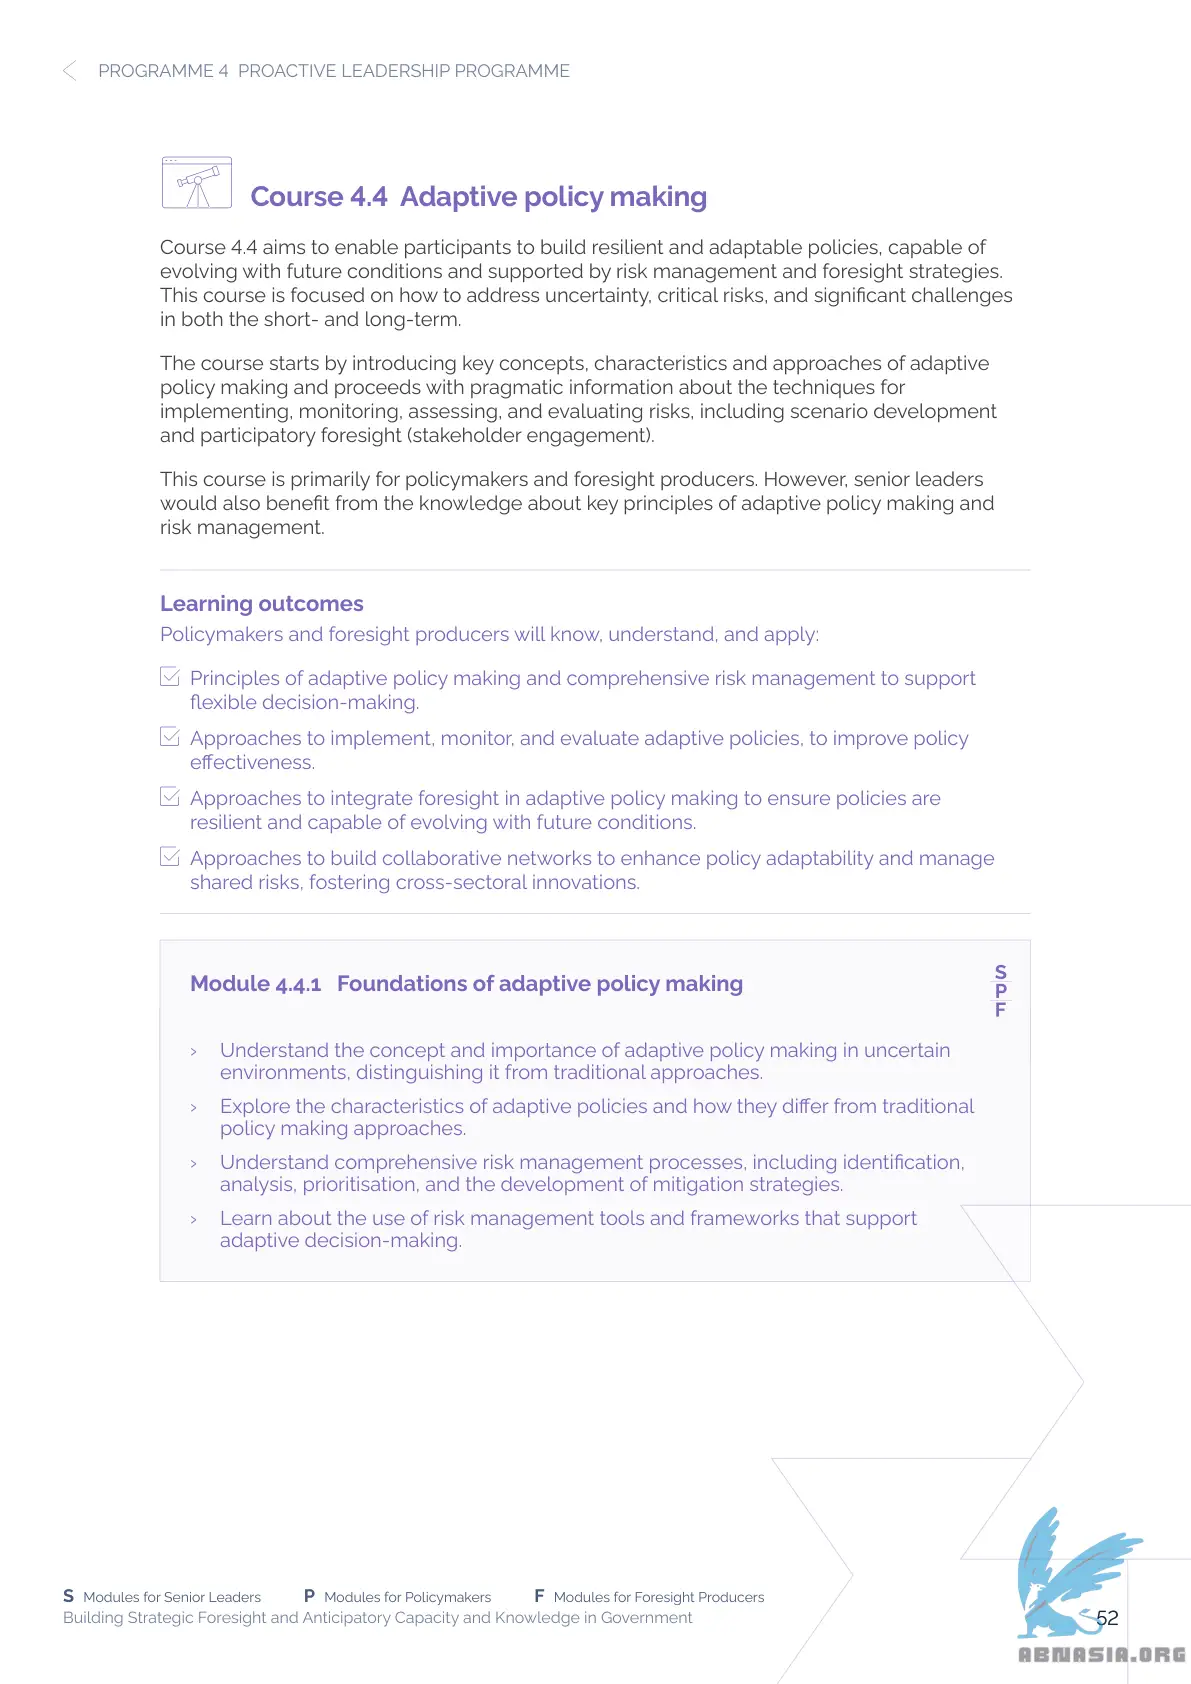 PROGRAMME 4 PROACTIVE LEADERSHIP PROGRAMME
Course 4.4 Adaptive policy making
Course 4.4 aims to enable participants to build resilient and adaptable policies, capable of
evolving with future conditions and supported by risk management and foresight strategies.
This course is focused on how to address uncertainty, critical risks, and significant challenges
in both the short- and long-term.
The course starts by introducing key concepts, characteristics and approaches of adaptive
policy making and proceeds with pragmatic information about the techniques for
implementing, monitoring, assessing, and evaluating risks, including scenario development
and participatory foresight (stakeholder engagement).
This course is primarily for policymakers and foresight producers. However, senior leaders
would also benefit from the knowledge about key principles of adaptive policy making and
risk management.
Learning outcomes
Policymakers and foresight producers will know, understand, and apply:
Principles of adaptive policy making and comprehensive risk management to support
flexible decision-making.
Approaches to implement, monitor, and evaluate adaptive policies, to improve policy
effectiveness.
Approaches to integrate foresight in adaptive policy making to ensure policies are
resilient and capable of evolving with future conditions.
Approaches to build collaborative networks to enhance policy adaptability and manage
shared risks, fostering cross-sectoral innovations.
Module 4.4.1 Foundations of adaptive policy making
S
P
F
› Understand the concept and importance of adaptive policy making in uncertain
environments, distinguishing it from traditional approaches.
› Explore the characteristics of adaptive policies and how they differ from traditional
policy making approaches.
› Understand comprehensive risk management processes, including identification,
analysis, prioritisation, and the development of mitigation strategies.
› Learn about the use of risk management tools and frameworks that support
adaptive decision-making.
S Modules for Senior Leaders P Modules for Policymakers F Modules for Foresight Producers
Building Strategic Foresight and Anticipatory Capacity and Knowledge in Government
52
ABNASIA.ORG